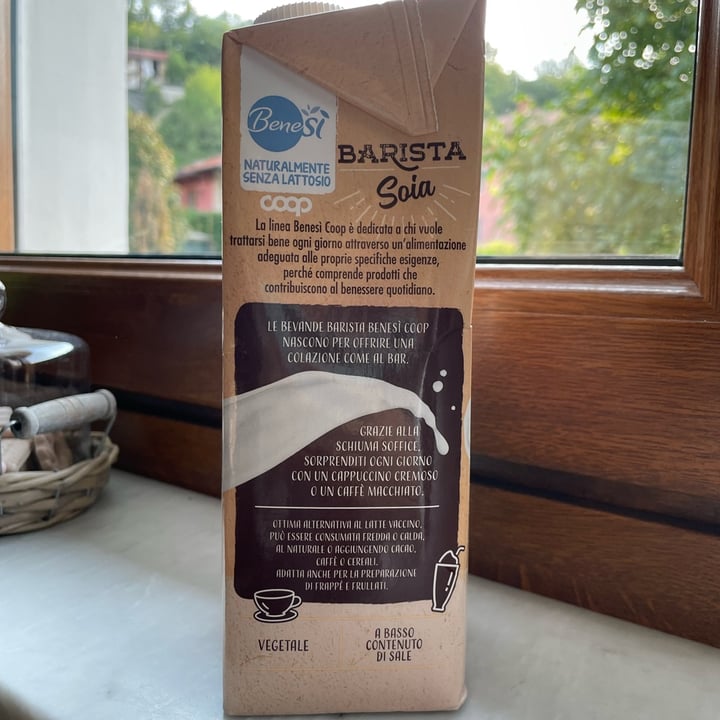 BeneSì
NATURALMENTE
SENZA LATTOSIO
coop
BARISTA
Soia
La linea Benesì Coop è dedicata a chi vuole
trattarsi bene ogni giorno attraverso un'alimentazione
adeguata alle proprie specifiche esigenze,
perché comprende prodotti che
contribuiscono al benessere quotidiano.
LE BEVANDE BARISTA BENESÌ COOP
NASCONO PER OFFRIRE UNA
COLAZIONE COME AL BAR.
GRAZIE ALLA
SCHIUMA SOFFICE,
SORPRENDITI OGNI GIORNO
CON UN CAPPUCCINO CREMOSO
O UN CAFFÈ MACCHIATO.
OTTIMA ALTERNATIVA AL LATTE VACCINO,
PUÒ ESSERE CONSUMATA FREDDA O CALDA,
AL NATURALE O AGGIUNGENDO CACAO,
CAFFÈ O CEREALI.
ADATTA ANCHE PER LA PREPARAZIONE
DI FRAPPÈ E FRULLATI.
VEGETALE
A BASSO
CONTENUTO
DI SALE